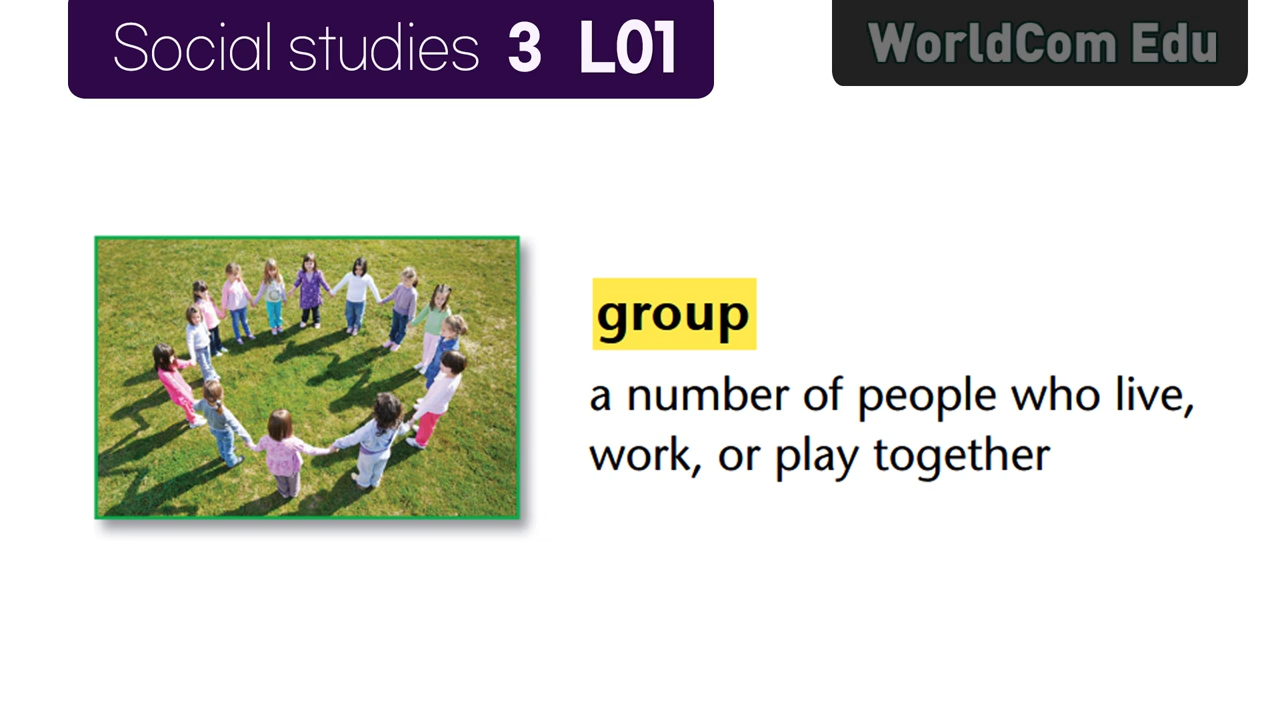 Social studies 3 L01
WorldCom Edu
group
a number of people who live,
work, or play together